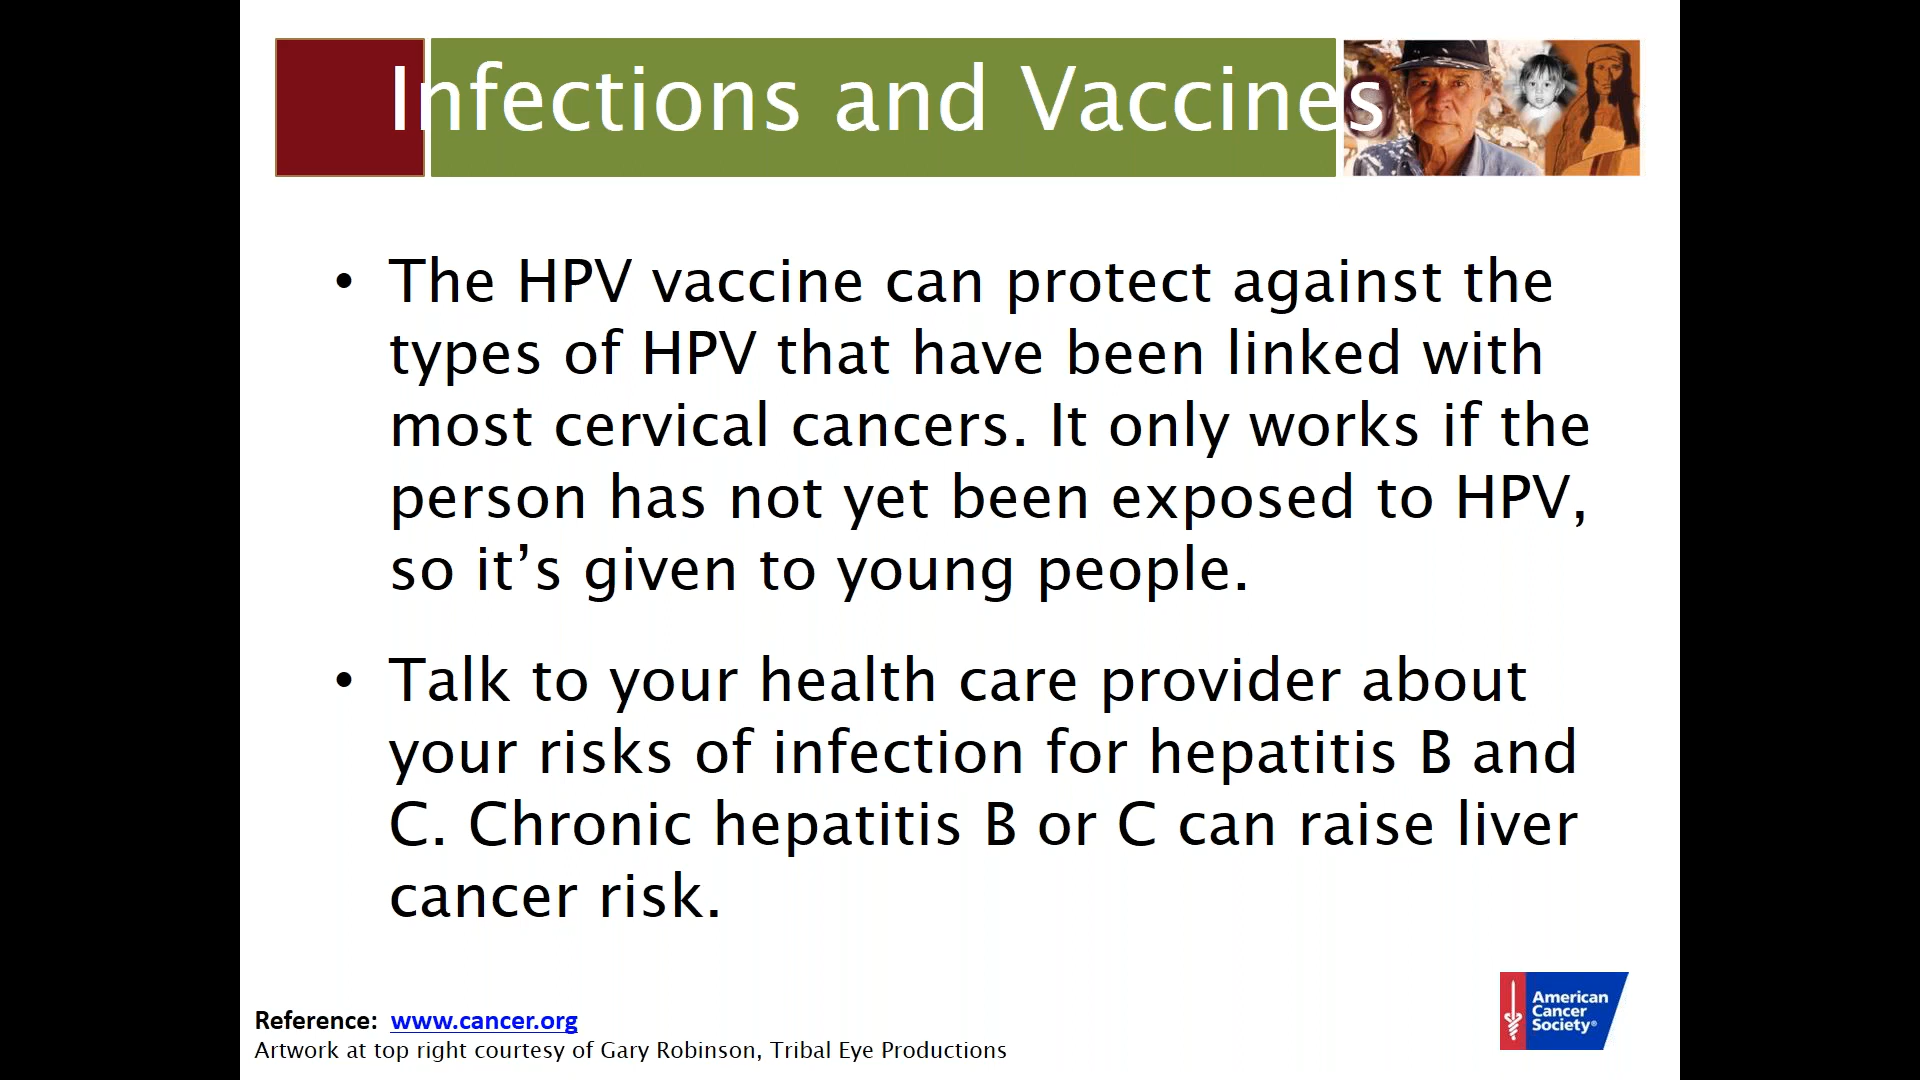 Infections and Vaccines
• The HPV vaccine can protect against the
types of HPV that have been linked with
most cervical cancers. It only works if the
person has not yet been exposed to HPV,
so it’s given to young people.
• Talk to your health care provider about
your risks of infection for hepatitis B and
C. Chronic hepatitis B or C can raise liver
cancer risk.
Reference: www.cancer.org
Artwork at top right courtesy of Gary Robinson, Tribal Eye Productions
American
Cancer
Society®